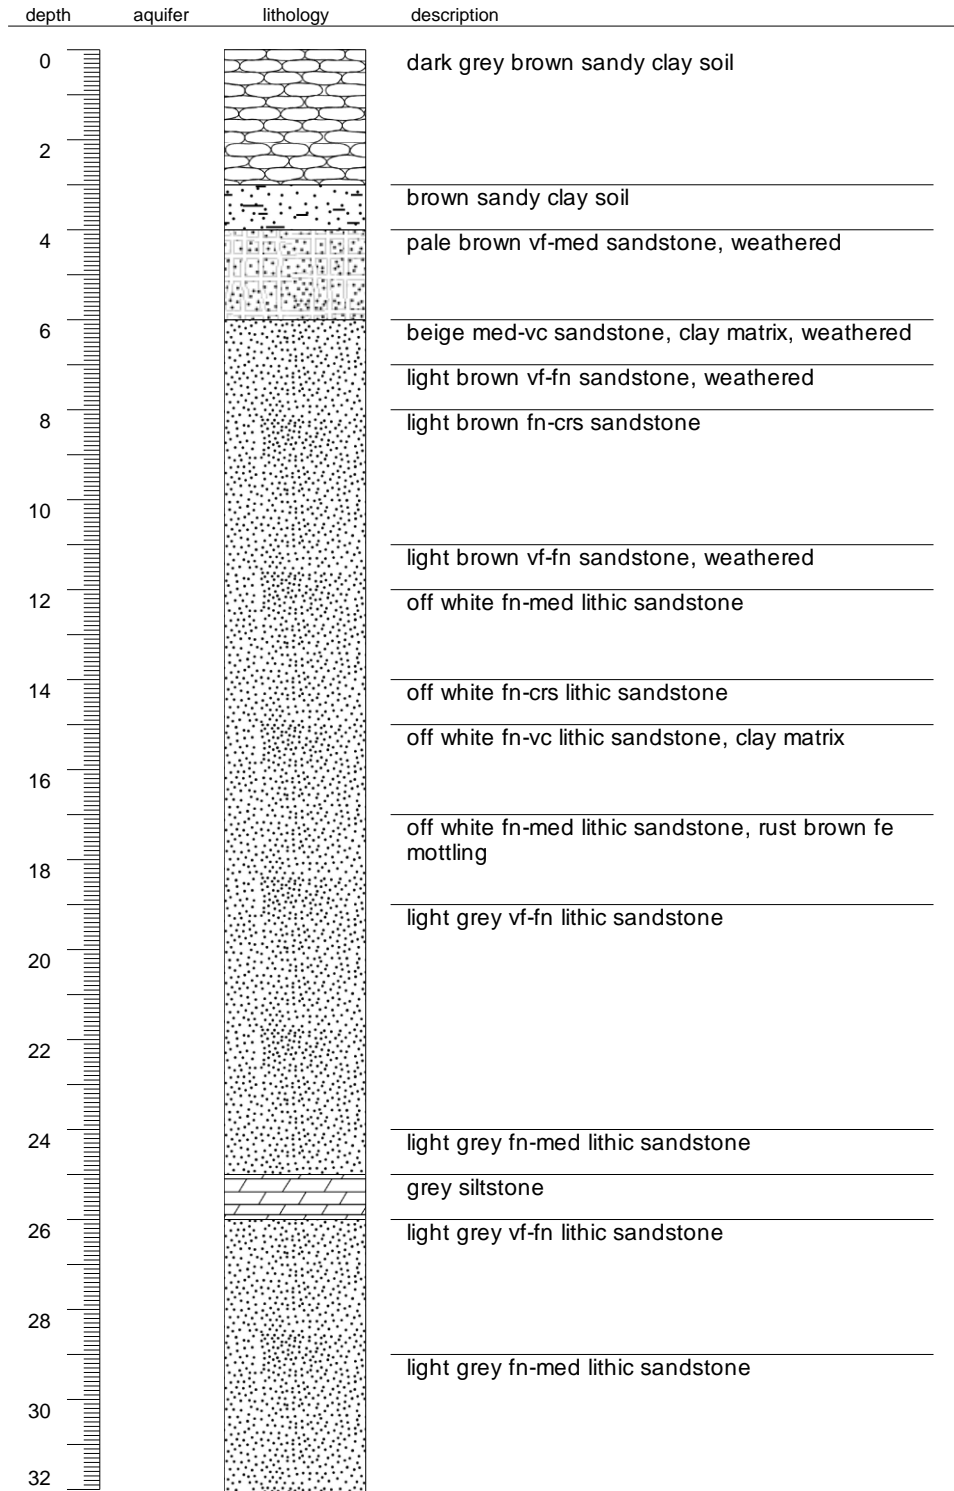 depth aquifer lithology description
0 dark grey brown sandy clay soil
2
brown sandy clay soil
4 pale brown vf-med sandstone, weathered
6 beige med-vc sandstone, clay matrix, weathered
light brown vf-fn sandstone, weathered
8 light brown fn-crs sandstone
10
light brown vf-fn sandstone, weathered
12 off white fn-med lithic sandstone
14 off white fn-crs lithic sandstone
off white fn-vc lithic sandstone, clay matrix
16
off white fn-med lithic sandstone, rust brown fe
mottling
18
light grey vf-fn lithic sandstone
20
22
24 light grey fn-med lithic sandstone
grey siltstone
26 light grey vf-fn lithic sandstone
28
light grey fn-med lithic sandstone
30
32